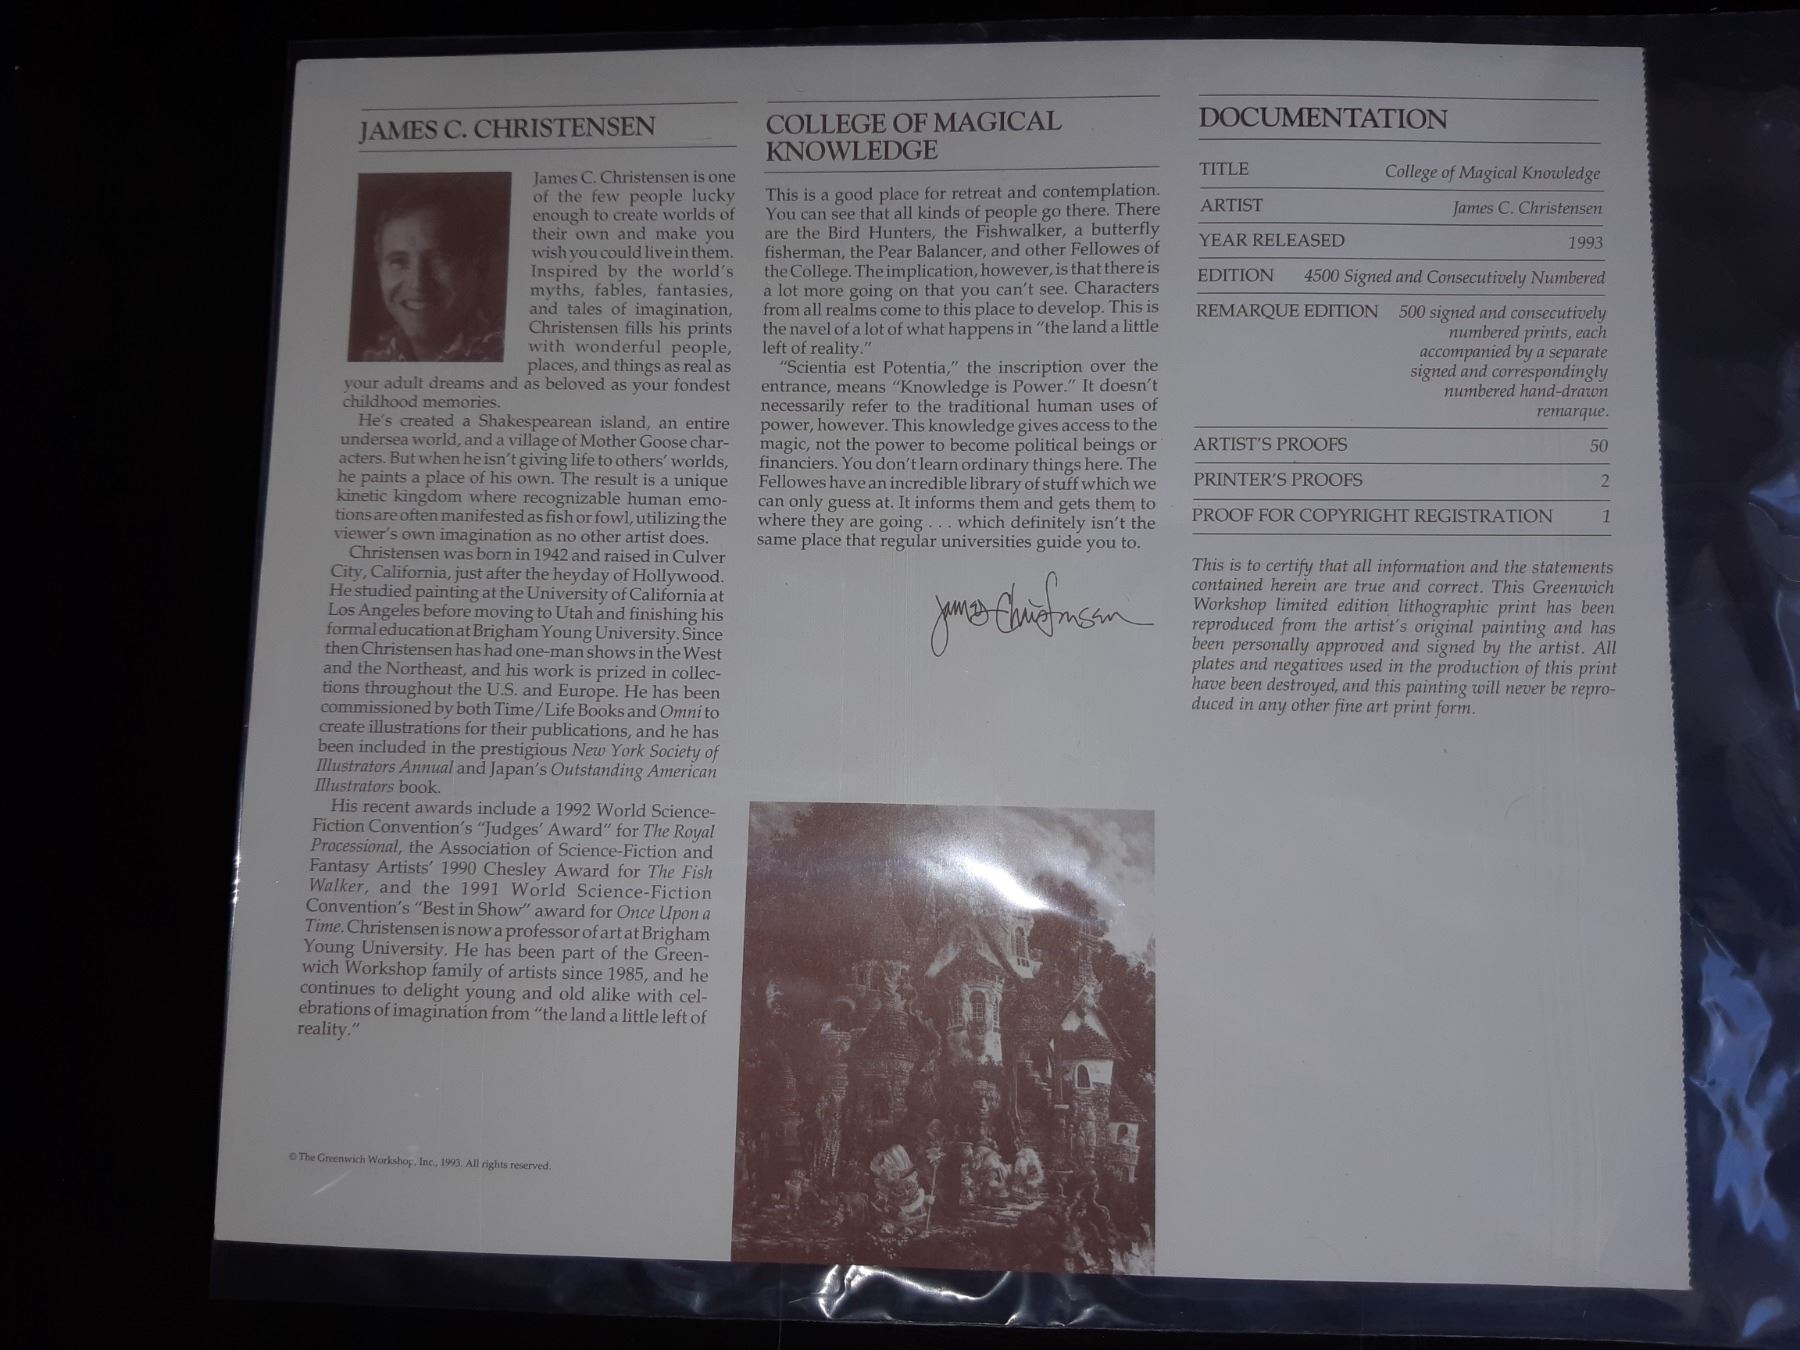 JAMES C. CHRISTENSEN
James C. Christensen is one
of the few people lucky
enough to create worlds of
their own and make you
wish you could live in them.
Inspired by the world's
myths, fables, fantasies,
and tales of imagination,
Christensen fills his prints
with wonderful people,
places, and things as real as
your adult dreams and as beloved as your fondest
childhood memories.
He's created a Shakespearean island, an entire
undersea world, and a village of Mother Goose char-
acters. But when he isn't giving life to others' worlds,
he paints a place of his own. The result is a unique
kinetic kingdom where recognizable human emo-
tions are often manifested as fish or fowl, utilizing the
viewer's own imagination as no other artist does.
Christensen was born in 1942 and raised in Culver
City, California, just after the heyday of Hollywood.
He studied painting at the University of California at
Los Angeles before moving to Utah and finishing his
formal education at Brigham Young University. Since
then Christensen has had one-man shows in the West
and the Northeast, and his work is prized in collec-
tions throughout the U.S. and Europe. He has been
commissioned by both Time/Life Books and Omni to
create illustrations for their publications, and he has
been included in the prestigious New York Society of
Illustrators Annual and Japan's Outstanding American
Illustrators book.
His recent awards include a 1992 World Science-
Fiction Convention's "Judges' Award" for The Royal
Processional, the Association of Science-Fiction and
Fantasy Artists' 1990 Chesley Award for The Fish
Walker, and the 1991 World Science-Fiction
Convention's "Best in Show" award for Once Upon a
Time. Christensen is now a professor of art at Brigham
Young University. He has been part of the Green-
wich Workshop family of artists since 1985, and he
continues to delight young and old alike with cel-
ebrations of imagination from "the land a little left of
reality."
© The Greenwich Workshop, Inc., 1993. All rights reserved.
COLLEGE OF MAGICAL
KNOWLEDGE
This is a good place for retreat and contemplation.
You can see that all kinds of people go there. There
are the Bird Hunters, the Fishwalker, a butterfly
fisherman, the Pear Balancer, and other Fellowes of
the College. The implication, however, is that there is
a lot more going on that you can't see. Characters
from all realms come to this place to develop. This is
the navel of a lot of what happens in "the land a little
left of reality."
"Scientia est Potentia," the inscription over the
entrance, means "Knowledge is Power." It doesn't
necessarily refer to the traditional human uses of
power, however. This knowledge gives access to the
magic, not the power to become political beings or
financiers. You don't learn ordinary things here. The
Fellowes have an incredible library of stuff which we
can only guess at. It informs them and gets them to
where they are going . . . which definitely isn't the
same place that regular universities guide you to.
James Christensen
DOCUMENTATION
TITLE College of Magical Knowledge
ARTIST James C. Christensen
YEAR RELEASED 1993
EDITION 4500 Signed and Consecutively Numbered
REMARQUE EDITION 500 signed and consecutively
numbered prints, each
accompanied by a separate
signed and correspondingly
numbered hand-drawn
remarque.
ARTIST'S PROOFS 50
PRINTER'S PROOFS 2
PROOF FOR COPYRIGHT REGISTRATION 1
This is to certify that all information and the statements
contained herein are true and correct. This Greenwich
Workshop limited edition lithographic print has been
reproduced from the artist's original painting and has
been personally approved and signed by the artist. All
plates and negatives used in the production of this print
have been destroyed, and this painting will never be repro-
duced in any other fine art print form.